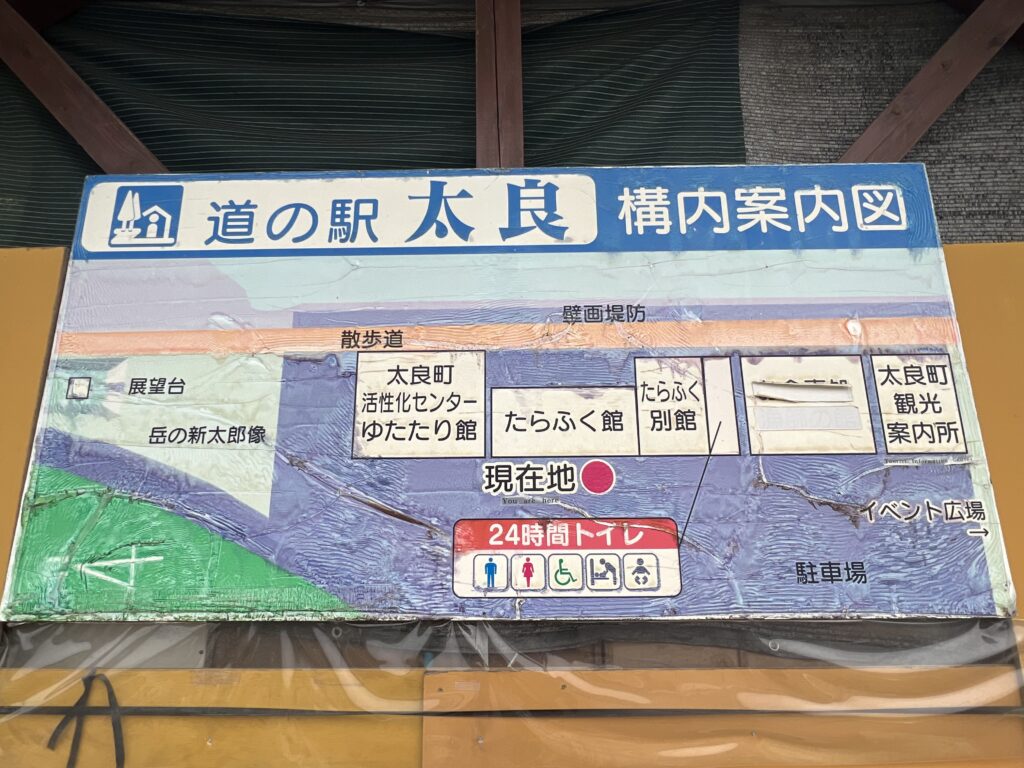 道の駅 太良 構内案内図
壁画堤防
散歩道
展望台
岳の新太郎像
太良町
活性化センター
ゆたたり館
たらふく館
たらふく
別館
太良町
観光
案内所
Tourist Information
現在地
You are here
イベント広場
→
24時間トイレ
駐車場